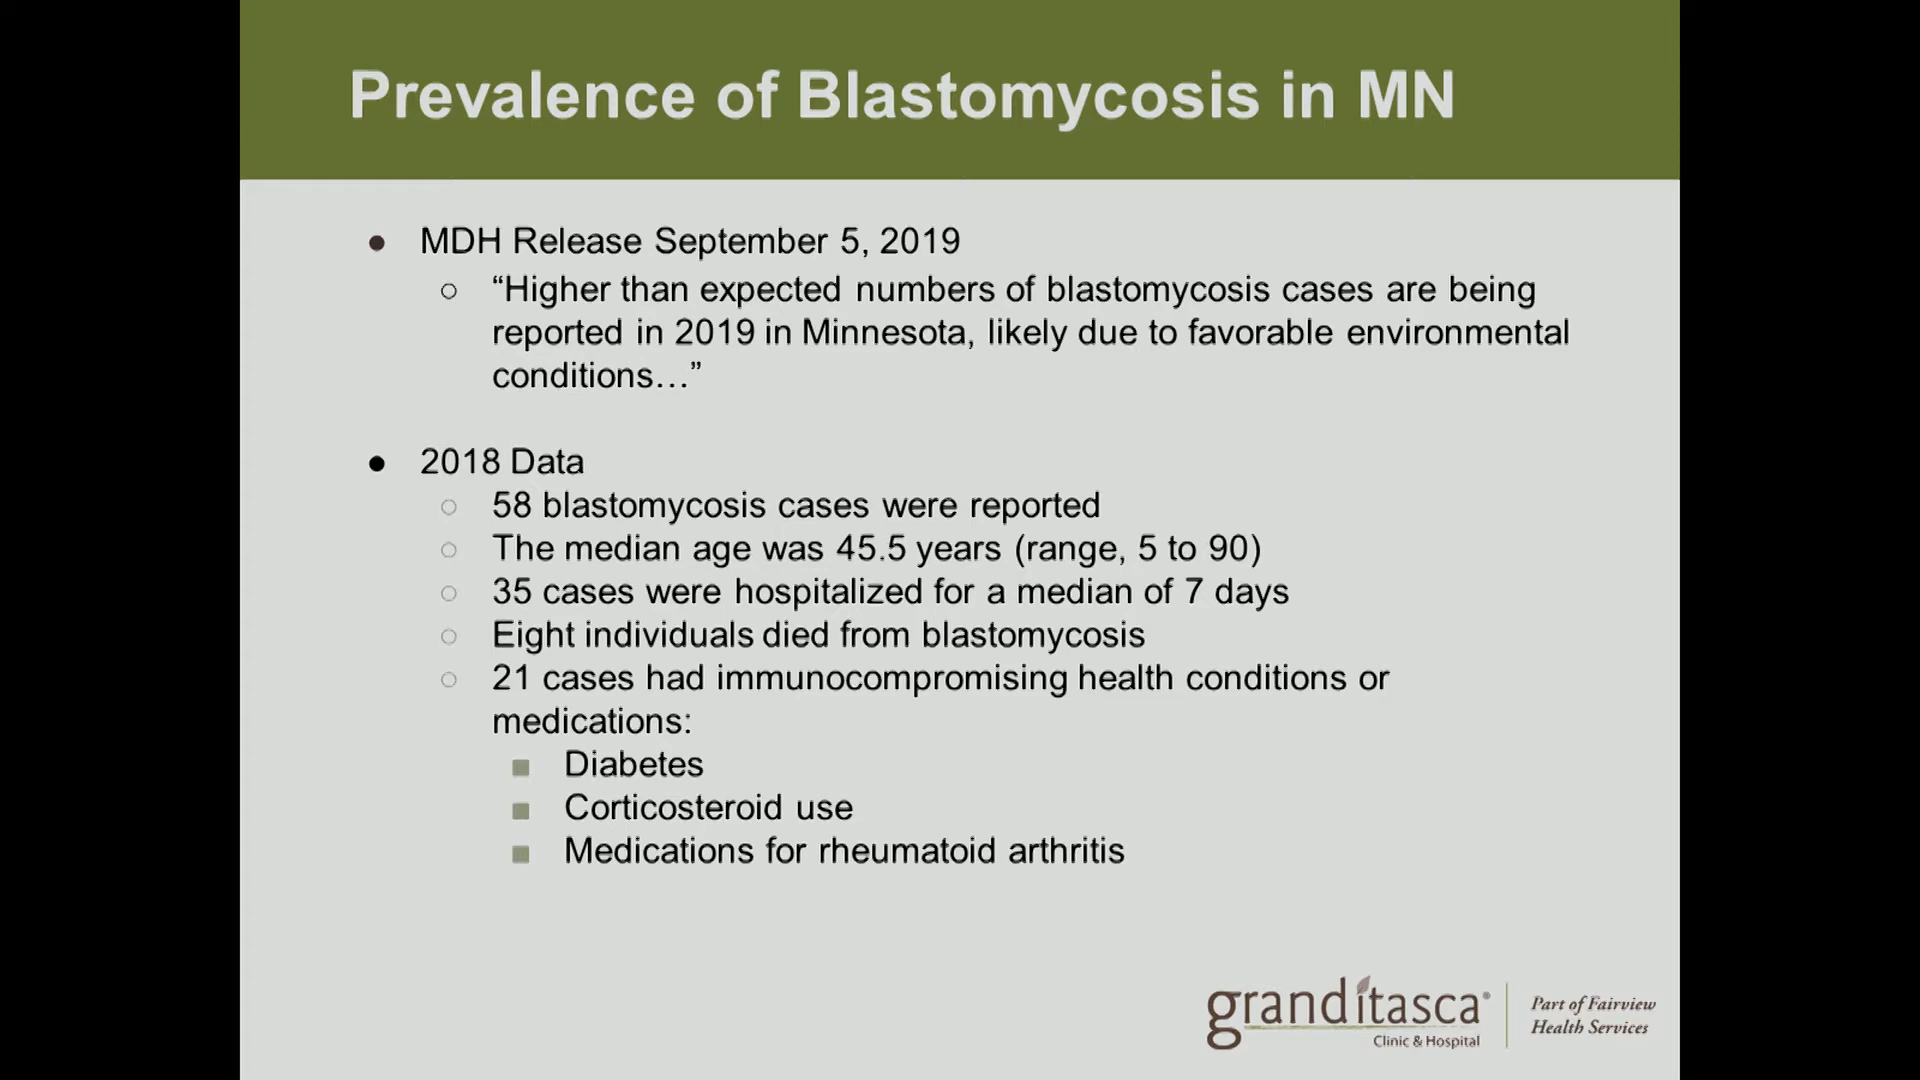 Prevalence of Blastomycosis in MN
● MDH Release September 5, 2019
○ “Higher than expected numbers of blastomycosis cases are being
reported in 2019 in Minnesota, likely due to favorable environmental
conditions…”
● 2018 Data
○ 58 blastomycosis cases were reported
○ The median age was 45.5 years (range, 5 to 90)
○ 35 cases were hospitalized for a median of 7 days
○ Eight individuals died from blastomycosis
○ 21 cases had immunocompromising health conditions or
medications:
■ Diabetes
■ Corticosteroid use
■ Medications for rheumatoid arthritis
granditasca®
Clinic & Hospital
Part of Fairview
Health Services